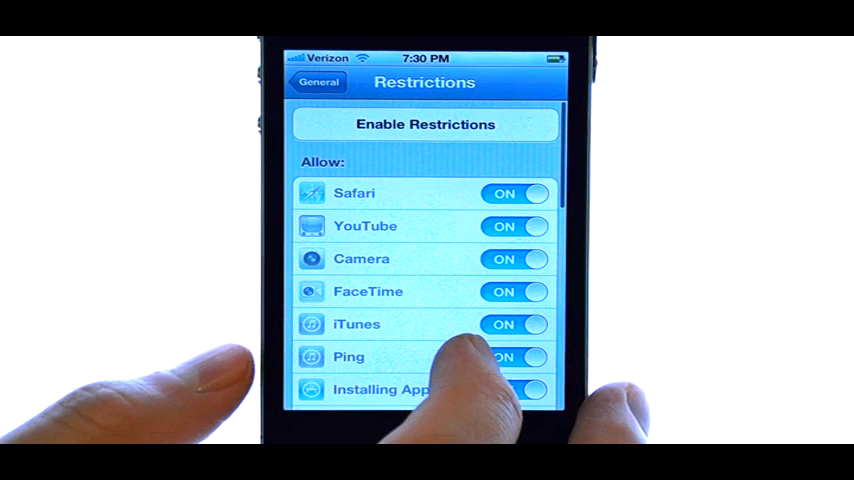 Verizon 7:30 PM
General Restrictions
Enable Restrictions
Allow:
Safari ON
YouTube ON
Camera ON
FaceTime ON
iTunes ON
Ping ON
Installing App